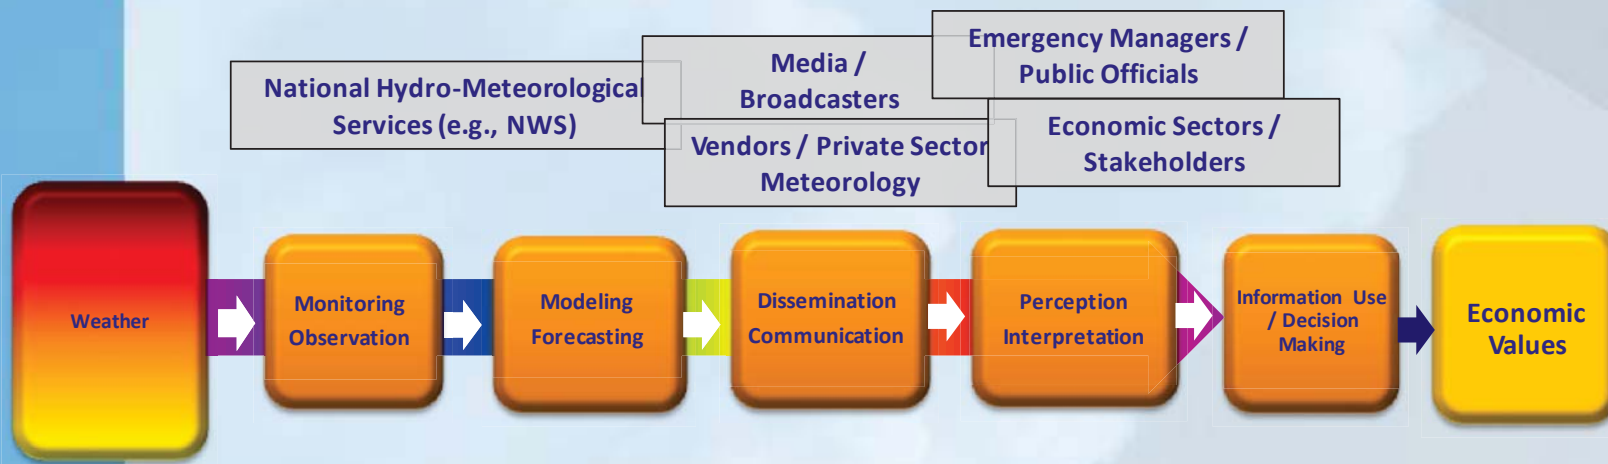 National Hydro-Meteorological
Services (e.g., NWS)
Media /
Broadcasters
Vendors / Private Sector
Meteorology
Emergency Managers /
Public Officials
Economic Sectors /
Stakeholders
Weather
Monitoring
Observation
Modeling
Forecasting
Dissemination
Communication
Perception
Interpretation
Information Use
/ Decision
Making
Economic
Values